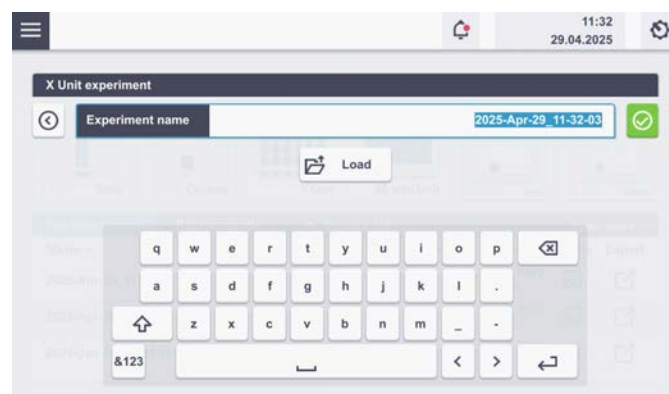 11:32
29.04.2025
X Unit experiment
Experiment name 2025-Apr-29_11-32-03
Load
q w e r t y u i o p
a s d f g h j k l .
z x c v b n m _ -
&123 < >